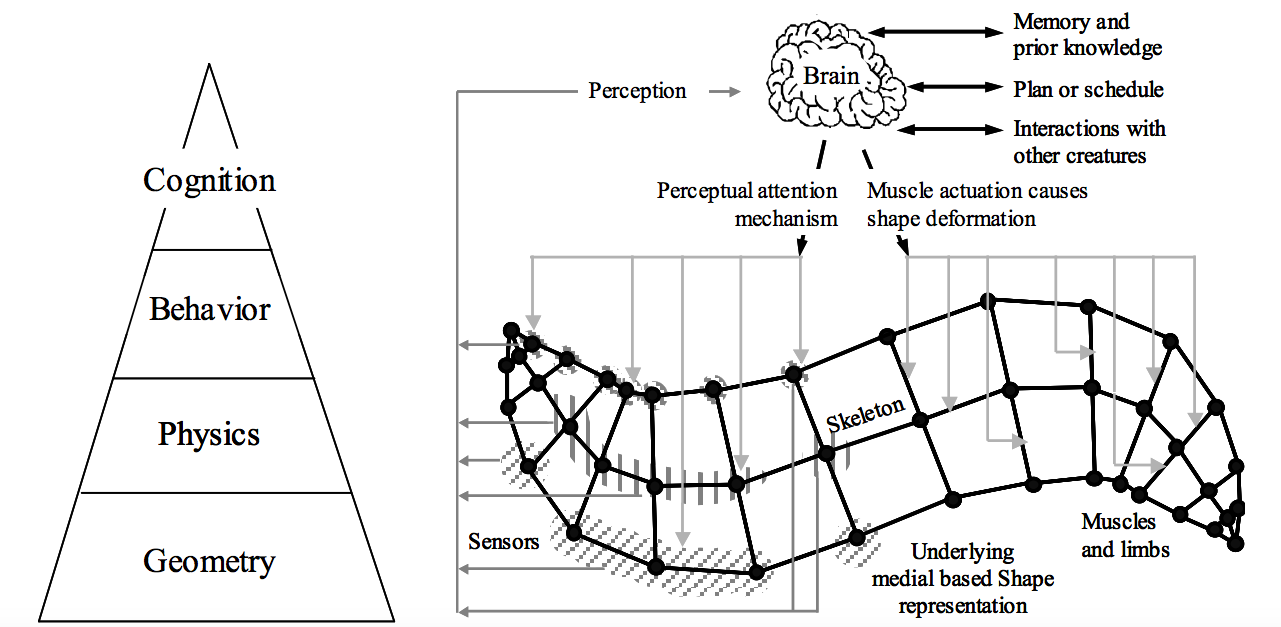 Cognition
Behavior
Physics
Geometry
Perception
Brain
Memory and
prior knowledge
Plan or schedule
Interactions with
other creatures
Perceptual attention
mechanism
Muscle actuation causes
shape deformation
Skeleton
Sensors
Underlying
medial based Shape
representation
Muscles
and limbs